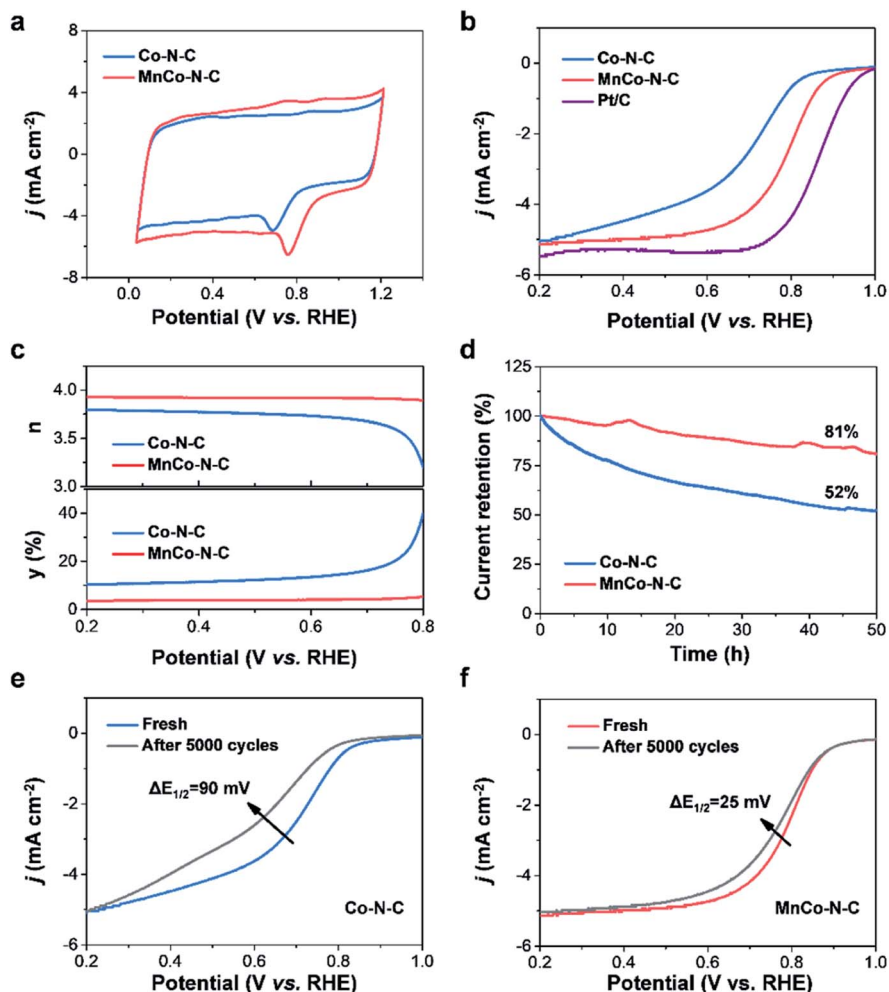 a
Co-N-C
MnCo-N-C
8
4
0
-4
-8
j (mA cm-2)
0.0 0.4 0.8 1.2
Potential (V vs. RHE)
b
Co-N-C
MnCo-N-C
Pt/C
0
-2
-4
-6
j (mA cm-2)
0.2 0.4 0.6 0.8 1.0
Potential (V vs. RHE)
c
4.0
3.5
3.0
n
Co-N-C
MnCo-N-C
40
20
0
y (%)
Co-N-C
MnCo-N-C
0.2 0.4 0.6 0.8
Potential (V vs. RHE)
d
125
100
75
50
25
0
Current retention (%)
81%
52%
Co-N-C
MnCo-N-C
0 10 20 30 40 50
Time (h)
e
Fresh
After 5000 cycles
ΔE1/2=90 mV
Co-N-C
0
-2
-4
-6
j (mA cm-2)
0.2 0.4 0.6 0.8 1.0
Potential (V vs. RHE)
f
Fresh
After 5000 cycles
ΔE1/2=25 mV
MnCo-N-C
0
-2
-4
-6
j (mA cm-2)
0.2 0.4 0.6 0.8 1.0
Potential (V vs. RHE)